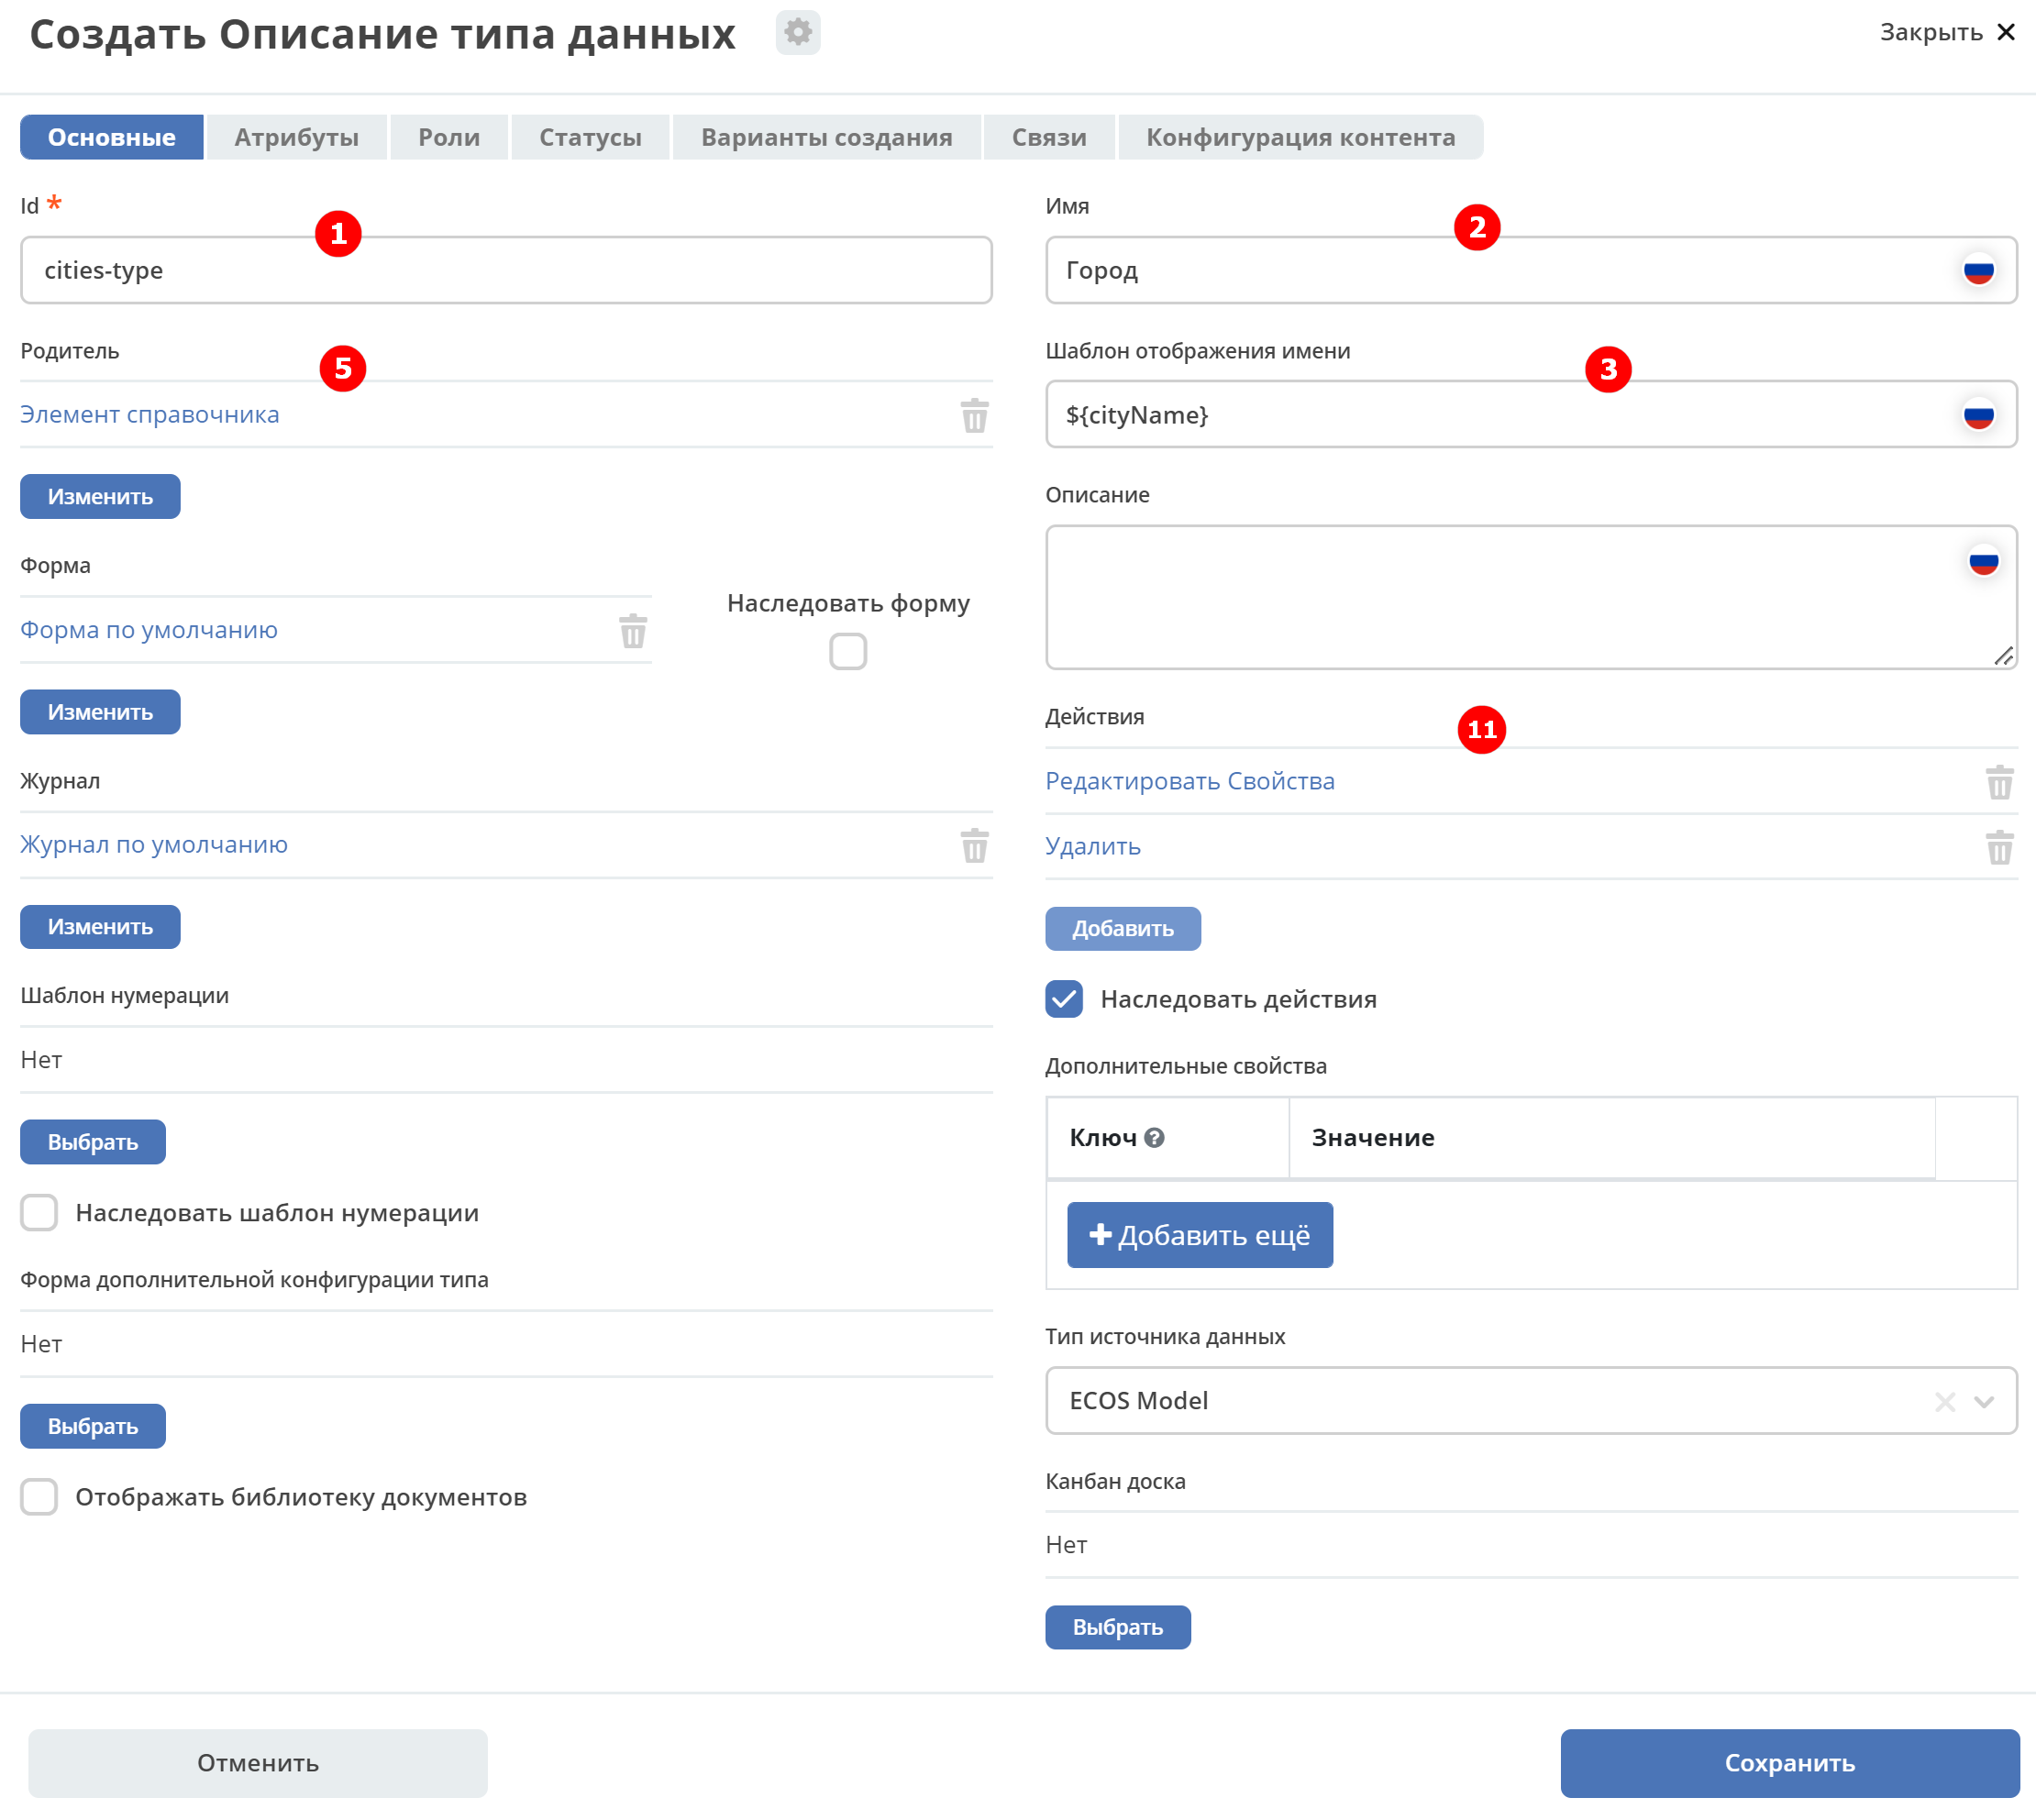 Создать Описание типа данных
Закрыть
Основные Атрибуты Роли Статусы Варианты создания Связи Конфигурация контента
Id *
1
cities-type
Родитель
5
Элемент справочника
Изменить
Форма
Форма по умолчанию
Наследовать форму
Изменить
Журнал
Журнал по умолчанию
Изменить
Шаблон нумерации
Нет
Выбрать
Наследовать шаблон нумерации
Форма дополнительной конфигурации типа
Нет
Выбрать
Отображать библиотеку документов
Имя
2
Город
Шаблон отображения имени
3
${cityName}
Описание
Действия
11
Редактировать Свойства
Удалить
Добавить
Наследовать действия
Дополнительные свойства
Ключ ? Значение
Добавить ещё
Тип источника данных
ECOS Model
Канбан доска
Нет
Выбрать
Отменить
Сохранить